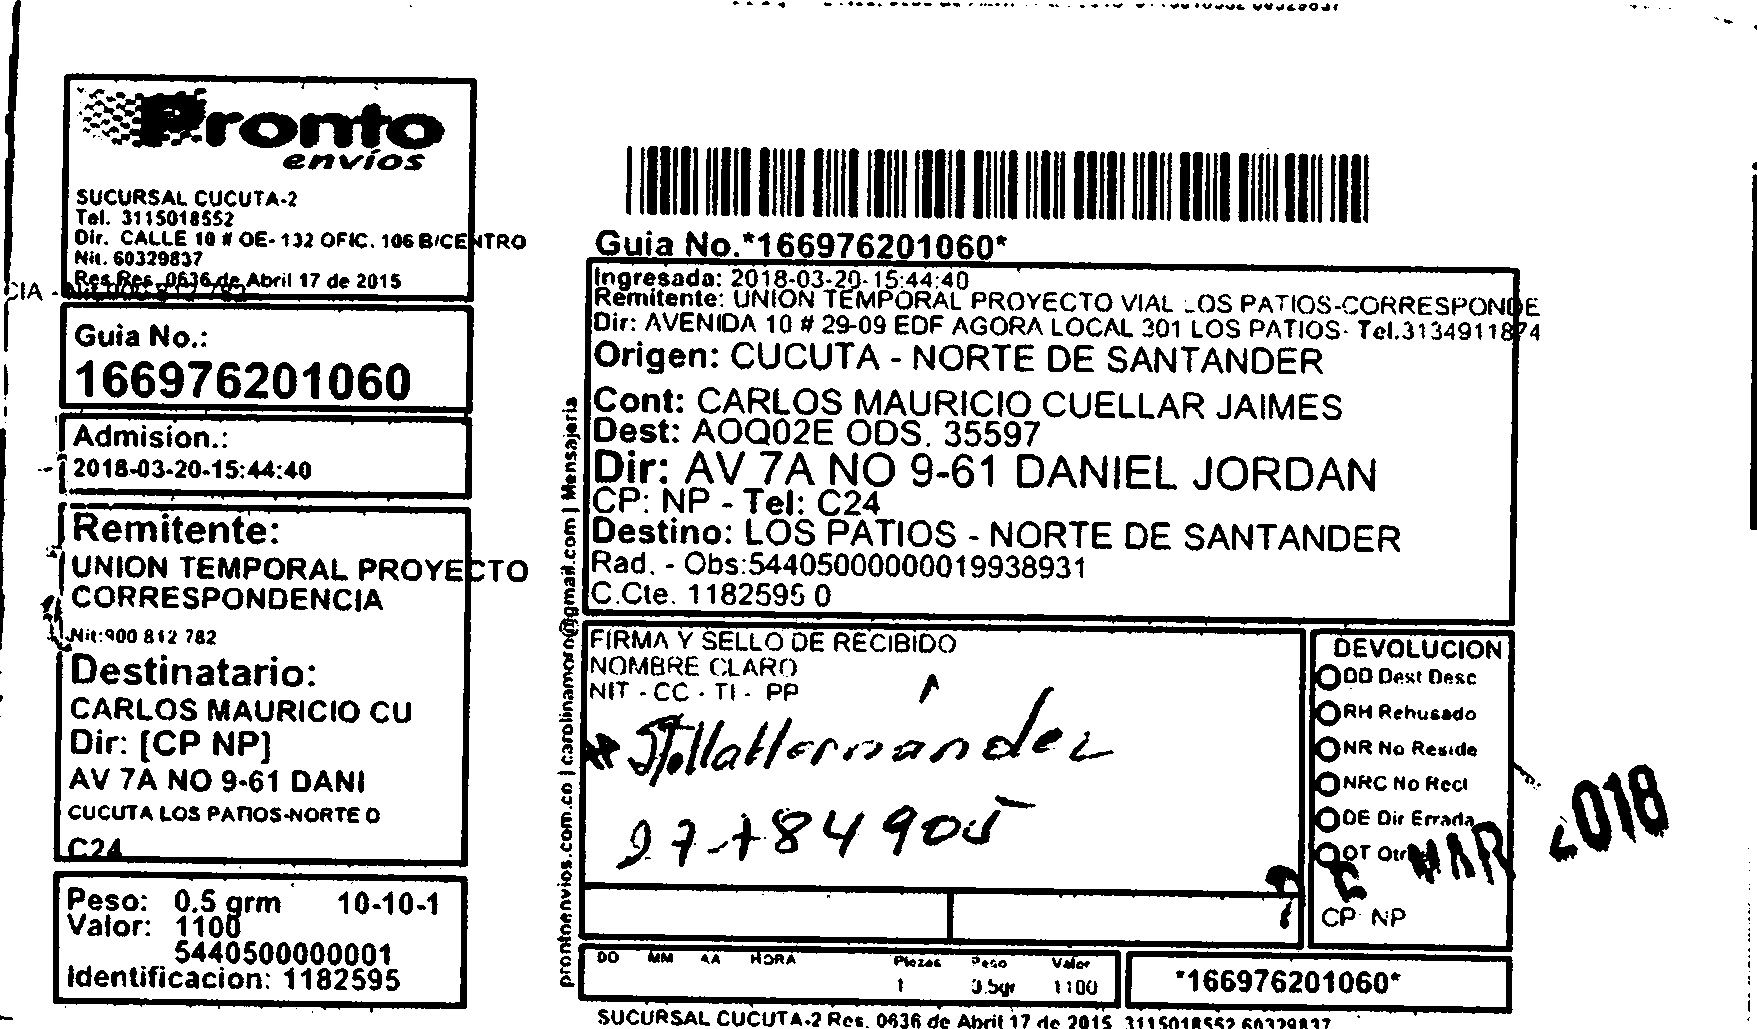 Pronto
envíos
SUCURSAL CUCUTA-2
Tel. 3115018552
Dir. CALLE 10 # OE-132 OFIC. 106 B/CENTRO
Nit. 60329837
Res.Res. 0636 de Abril 17 de 2015
CIA -
Guia No.:
166976201060
Admision.:
2018-03-20-15:44:40
Remitente:
UNION TEMPORAL PROYECTO
CORRESPONDENCIA
Nit:900 812 782
Destinatario:
CARLOS MAURICIO CU
Dir: [CP NP]
AV 7A NO 9-61 DANI
CUCUTA LOS PATIOS-NORTE D
C24
Peso: 0.5 grm 10-10-1
Valor: 1100
5440500000001
Identificacion: 1182595
Guia No.*166976201060*
Ingresada: 2018-03-20-15:44:40
Remitente: UNION TEMPORAL PROYECTO VIAL LOS PATIOS-CORRESPONDE
Dir: AVENIDA 10 # 29-09 EDF AGORA LOCAL 301 LOS PATIOS- Tel.3134911874
Origen: CUCUTA - NORTE DE SANTANDER
Cont: CARLOS MAURICIO CUELLAR JAIMES
Dest: AOQ02E ODS. 35597
Dir: AV 7A NO 9-61 DANIEL JORDAN
CP: NP - Tel: C24
Destino: LOS PATIOS - NORTE DE SANTANDER
Rad. - Obs:54405000000019938931
C.Cte. 1182595 0
prontoenvios.com.co | carolinamoro@gmail.com | Mensajeria
FIRMA Y SELLO DE RECIBIDO
NOMBRE CLARO
NIT - CC - TI - PP
Stella Hernández
DEVOLUCION
DD Dest Desc
RH Rehusado
NR No Reside
NRC No Recl
DE Dir Errada
OT Otr
MAR 2018
CP: NP
DD MM AA HORA Piezas Peso Valor
1 0.5gr 1100
*166976201060*
SUCURSAL CUCUTA-2 Res. 0636 de Abril 17 de 2015 3115018552 60329837